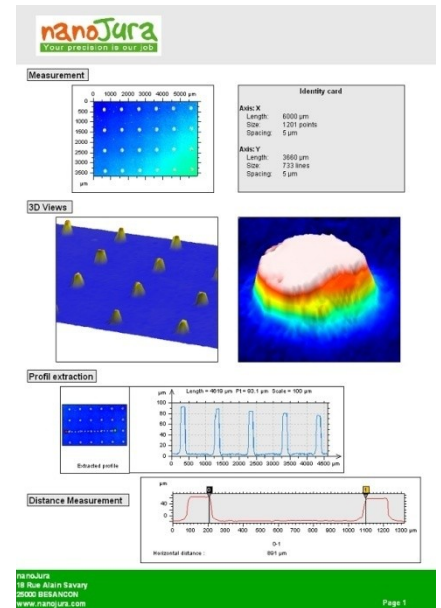 nanoJura
Your precision is our job
Measurement
0 1000 2000 3000 4000 5000 µm
0
500
1000
1500
2000
2500
3000
3500
µm
Identity card
Axis: X
Length: 6000 µm
Size: 1201 points
Spacing: 5 µm
Axis: Y
Length: 3660 µm
Size: 733 lines
Spacing: 5 µm
3D Views
Profil extraction
Extracted profile
µm Length = 4619 µm Pt = 93.1 µm Scale = 100 µm
100
80
60
40
20
0
0 500 1000 1500 2000 2500 3000 3500 4000 4500 µm
Distance Measurement
µm
40
0
0 100 200 300 400 500 600 700 800 900 1000 1100 1200 1300 µm
0-1
Horizontal distance : 891 µm
nanoJura
18 Rue Alain Savary
25000 BESANCON
www.nanojura.com
Page 1